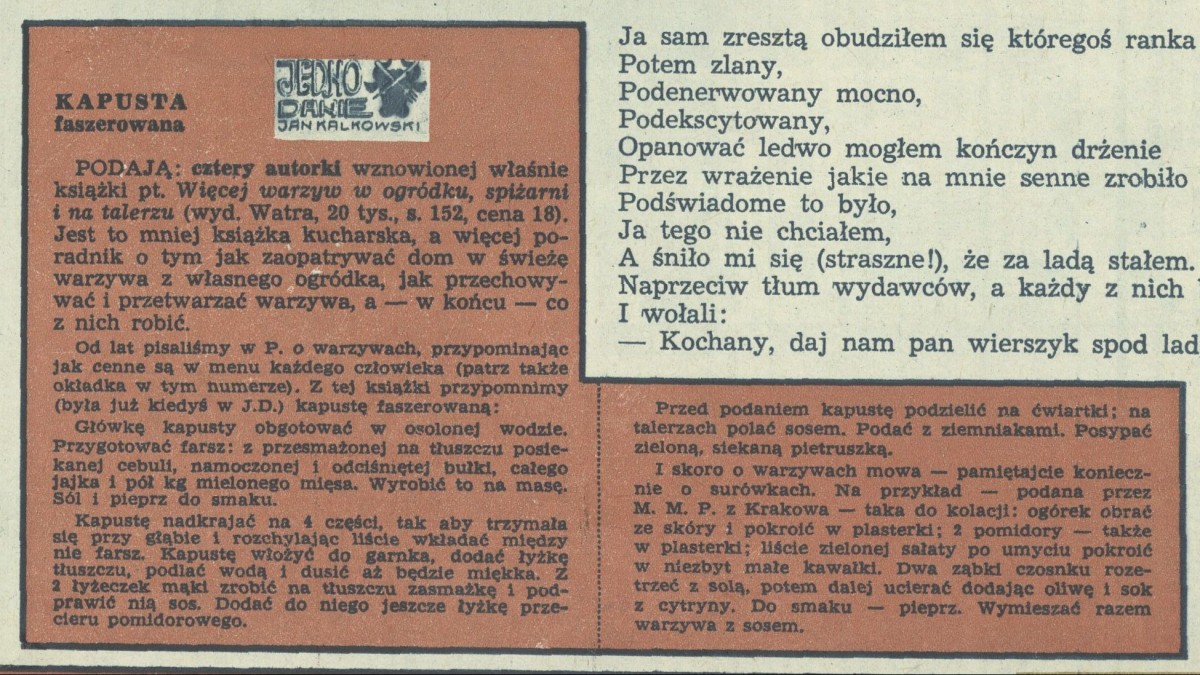 KAPUSTA
faszerowana
JEDNO
DANIE
JAN KALKOWSKI
PODAJĄ: cztery autorki wznowionej właśnie
książki pt. Więcej warzyw w ogródku, spiżarni
i na talerzu (wyd. Watra, 20 tys., s. 152, cena 18).
Jest to mniej książka kucharska, a więcej po-
radnik o tym jak zaopatrywać dom w świeże
warzywa z własnego ogródka, jak przechowy-
wać i przetwarzać warzywa, a — w końcu — co
z nich robić.
Od lat pisaliśmy w P. o warzywach, przypominając
jak cenne są w menu każdego człowieka (patrz także
okładka w tym numerze). Z tej książki przypomnimy
(była już kiedyś w J.D.) kapustę faszerowaną:
Główkę kapusty obgotować w osolonej wodzie.
Przygotować farsz: z przesmażonej na tłuszczu posie-
kanej cebuli, namoczonej i odciśniętej bułki, całego
jajka i pół kg mielonego mięsa. Wyrobić to na masę.
Sól i pieprz do smaku.
Kapustę nadkrajać na 4 części, tak aby trzymała
się przy głąbie i rozchylając liście wkładać między
nie farsz. Kapustę włożyć do garnka, dodać łyżkę
tłuszczu, podlać wodą i dusić aż będzie miękka. Z
2 łyżeczek mąki zrobić na tłuszczu zasmażkę i pod-
prawić nią sos. Dodać do niego jeszcze łyżkę prze-
cieru pomidorowego.
Przed podaniem kapustę podzielić na ćwiartki; na
talerzach polać sosem. Podać z ziemniakami. Posypać
zieloną, siekaną pietruszką.
I skoro o warzywach mowa — pamiętajcie koniecz-
nie o surówkach. Na przykład — podana przez
M. M. P. z Krakowa — taka do kolacji: ogórek obrać
ze skóry i pokroić w plasterki; 2 pomidory — także
w plasterki; liście zielonej sałaty po umyciu pokroić
w niezbyt małe kawałki. Dwa ząbki czosnku roze-
trzeć z solą, potem dalej ucierać dodając oliwę i sok
z cytryny. Do smaku — pieprz. Wymieszać razem
warzywa z sosem.
Ja sam zresztą obudziłem się któregoś ranka
Potem zlany,
Podenerwowany mocno,
Podekscytowany,
Opanować ledwo mogłem kończyn drżenie
Przez wrażenie jakie na mnie senne zrobiło
Podświadome to było,
Ja tego nie chciałem,
A śniło mi się (straszne!), że za ladą stałem.
Naprzeciw tłum wydawców, a każdy z nich
I wołali:
— Kochany, daj nam pan wierszyk spod lad